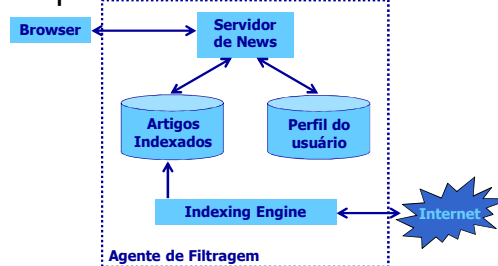 Browser
Servidor
de News
Artigos
Indexados
Perfil do
usuário
Indexing Engine
Internet
Agente de Filtragem